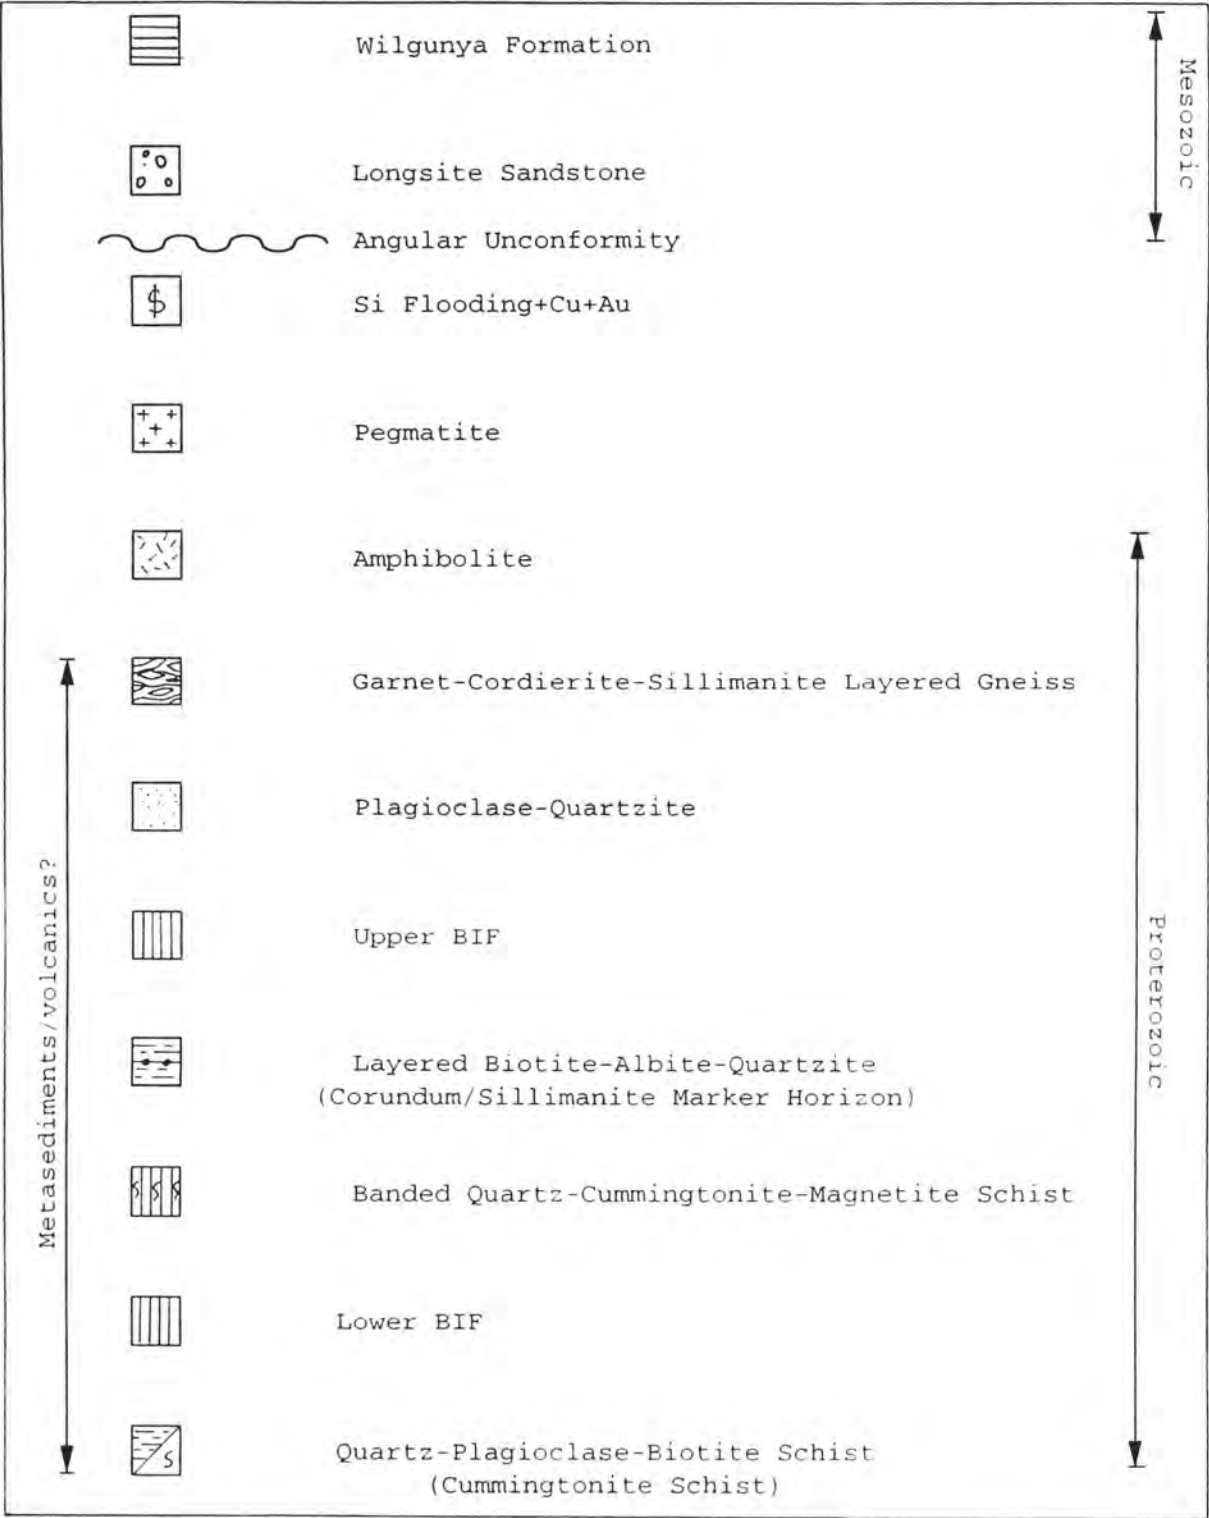 Wilgunya Formation
Mesozoic
Longsite Sandstone
Angular Unconformity
$
Si Flooding+Cu+Au
Pegmatite
Amphibolite
Garnet-Cordierite-Sillimanite Layered Gneiss
Plagioclase-Quartzite
Metasediments/volcanics?
Upper BIF
Proterozoic
Layered Biotite-Albite-Quartzite
(Corundum/Sillimanite Marker Horizon)
Banded Quartz-Cummingtonite-Magnetite Schist
Lower BIF
S
Quartz-Plagioclase-Biotite Schist
(Cummingtonite Schist)